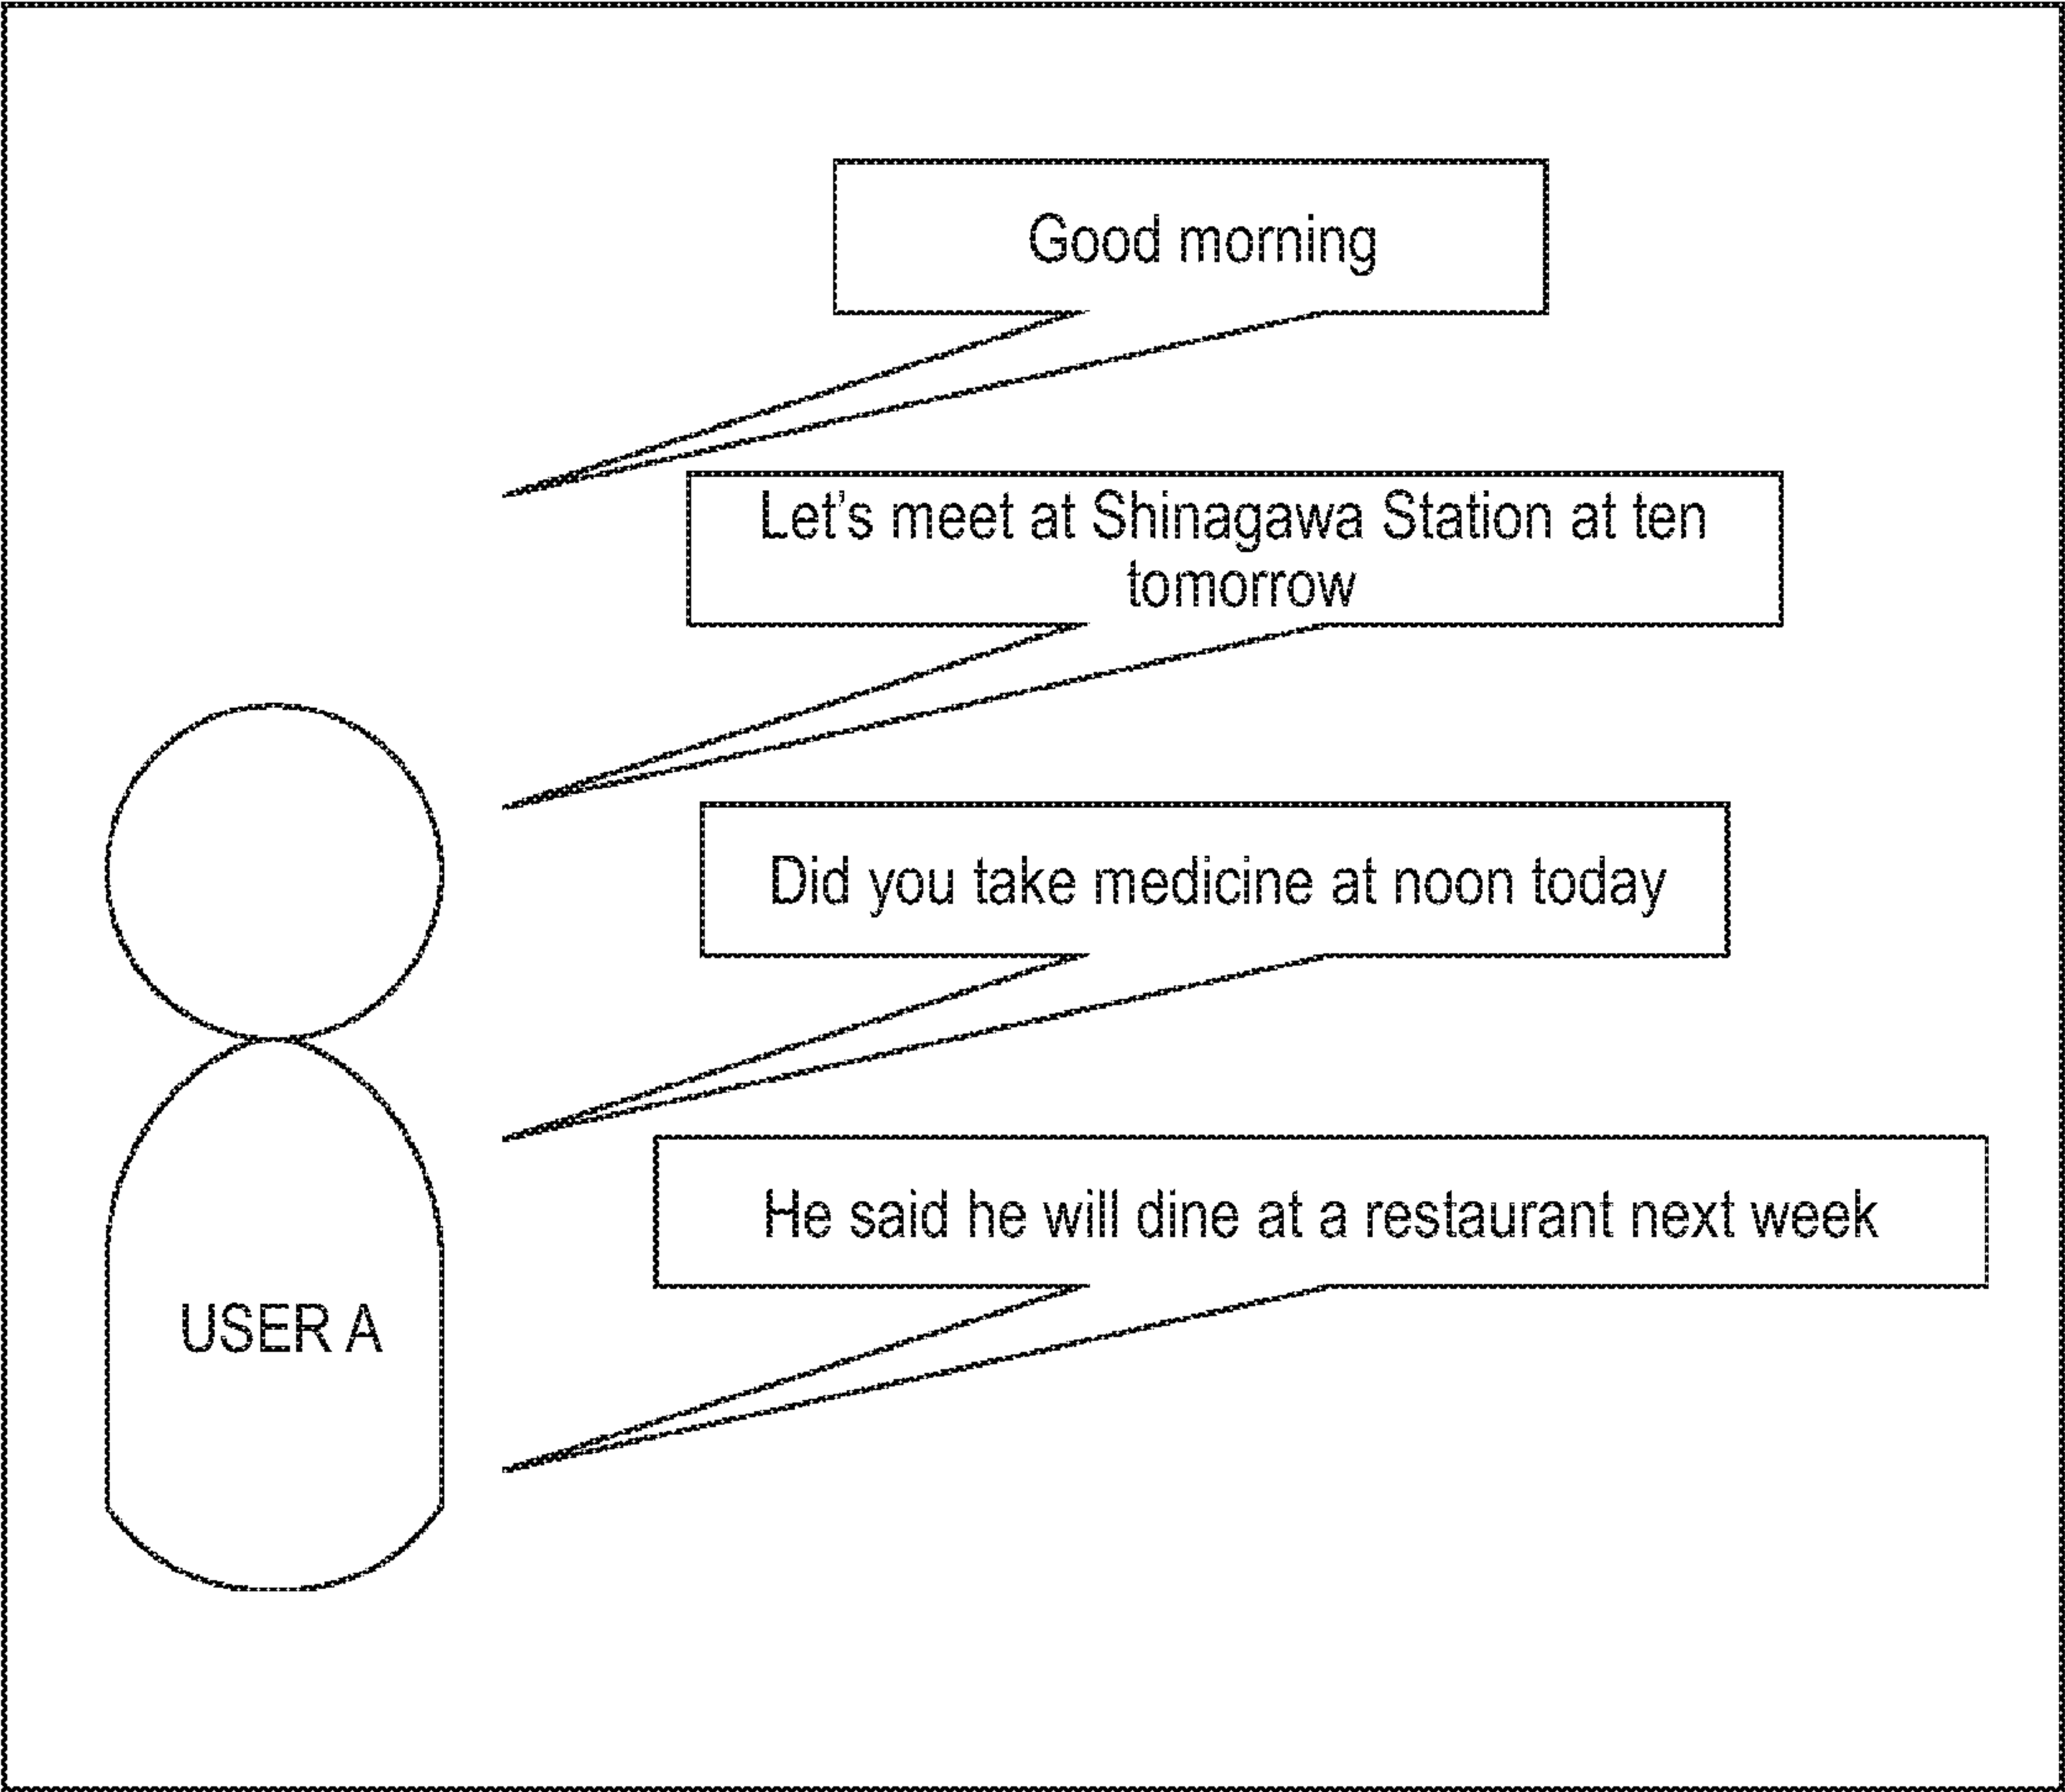 Good morning
Let's meet at Shinagawa Station at ten
tomorrow
Did you take medicine at noon today
He said he will dine at a restaurant next week
USER A